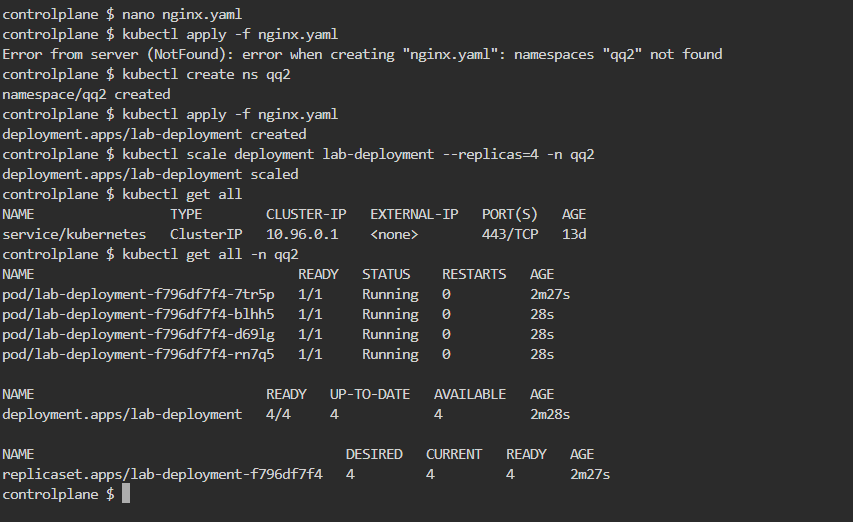 controlplane $ nano nginx.yaml
controlplane $ kubectl apply -f nginx.yaml
Error from server (NotFound): error when creating "nginx.yaml": namespaces "qq2" not found
controlplane $ kubectl create ns qq2
namespace/qq2 created
controlplane $ kubectl apply -f nginx.yaml
deployment.apps/lab-deployment created
controlplane $ kubectl scale deployment lab-deployment --replicas=4 -n qq2
deployment.apps/lab-deployment scaled
controlplane $ kubectl get all
NAME                 TYPE        CLUSTER-IP   EXTERNAL-IP   PORT(S)   AGE
service/kubernetes   ClusterIP   10.96.0.1    <none>        443/TCP   13d
controlplane $ kubectl get all -n qq2
NAME                                 READY   STATUS    RESTARTS   AGE
pod/lab-deployment-f796df7f4-7tr5p   1/1     Running   0          2m27s
pod/lab-deployment-f796df7f4-blhh5   1/1     Running   0          28s
pod/lab-deployment-f796df7f4-d69lg   1/1     Running   0          28s
pod/lab-deployment-f796df7f4-rn7q5   1/1     Running   0          28s
NAME                             READY   UP-TO-DATE   AVAILABLE   AGE
deployment.apps/lab-deployment   4/4     4            4           2m28s
NAME                                       DESIRED   CURRENT   READY   AGE
replicaset.apps/lab-deployment-f796df7f4   4         4         4       2m27s
controlplane $